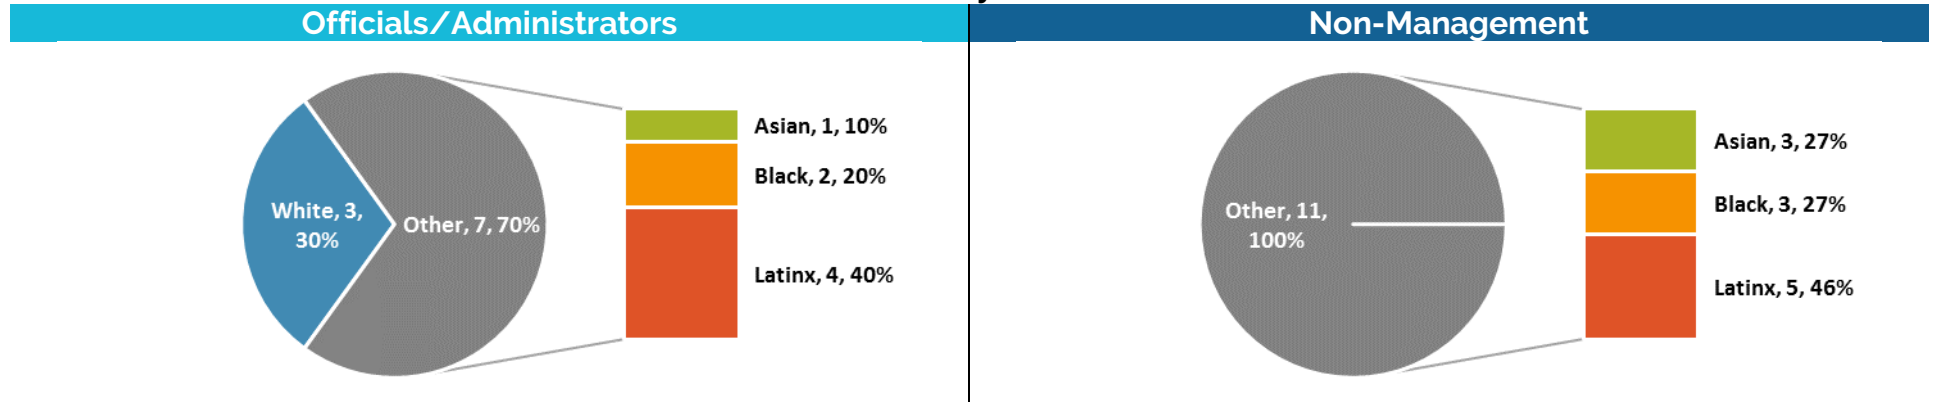 Officials/Administrators
White, 3,
30%
Other, 7, 70%
Asian, 1, 10%
Black, 2, 20%
Latinx, 4, 40%
Non-Management
Other, 11,
100%
Asian, 3, 27%
Black, 3, 27%
Latinx, 5, 46%